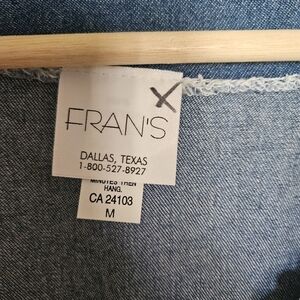 X
FRAN'S
DALLAS, TEXAS
1-800-527-8927
MINUTES THEN
HANG.
CA 24103
M